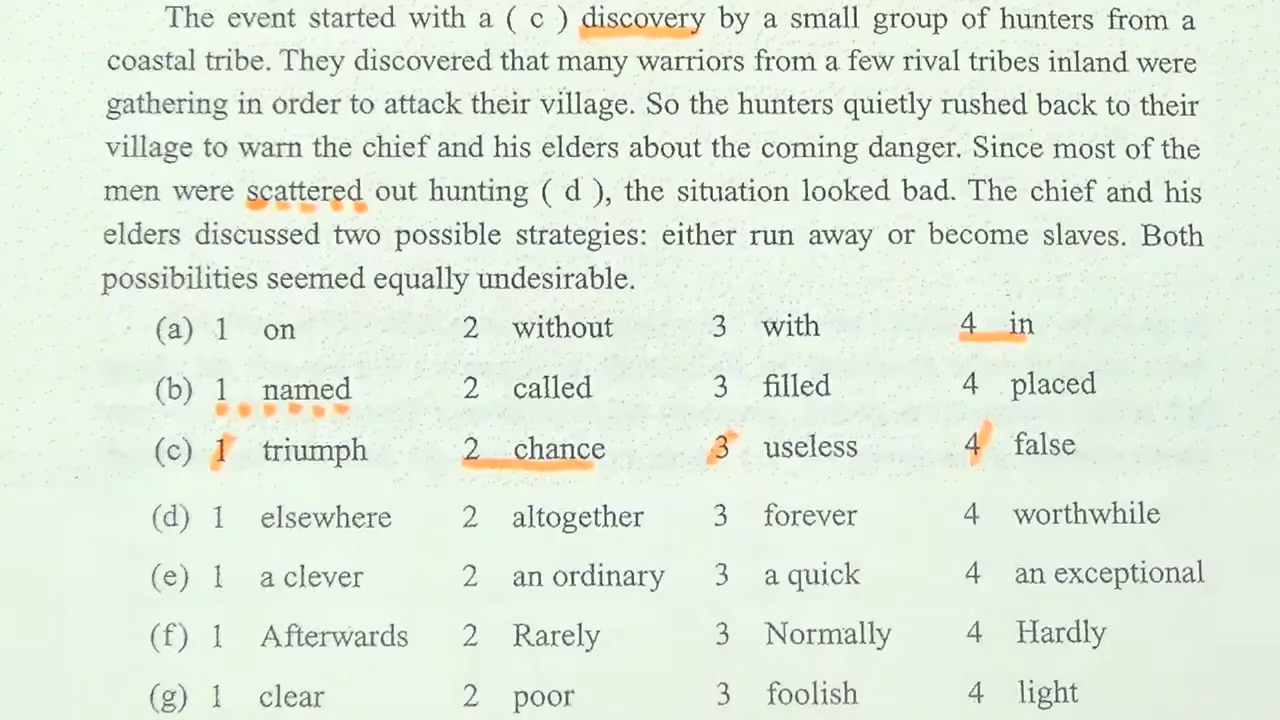 The event started with a ( c ) discovery by a small group of hunters from a
coastal tribe. They discovered that many warriors from a few rival tribes inland were
gathering in order to attack their village. So the hunters quietly rushed back to their
village to warn the chief and his elders about the coming danger. Since most of the
men were scattered out hunting ( d ), the situation looked bad. The chief and his
elders discussed two possible strategies: either run away or become slaves. Both
possibilities seemed equally undesirable.
(a) 1 on 2 without 3 with 4 in
(b) 1 named 2 called 3 filled 4 placed
(c) 1 triumph 2 chance 3 useless 4 false
(d) 1 elsewhere 2 altogether 3 forever 4 worthwhile
(e) 1 a clever 2 an ordinary 3 a quick 4 an exceptional
(f) 1 Afterwards 2 Rarely 3 Normally 4 Hardly
(g) 1 clear 2 poor 3 foolish 4 light